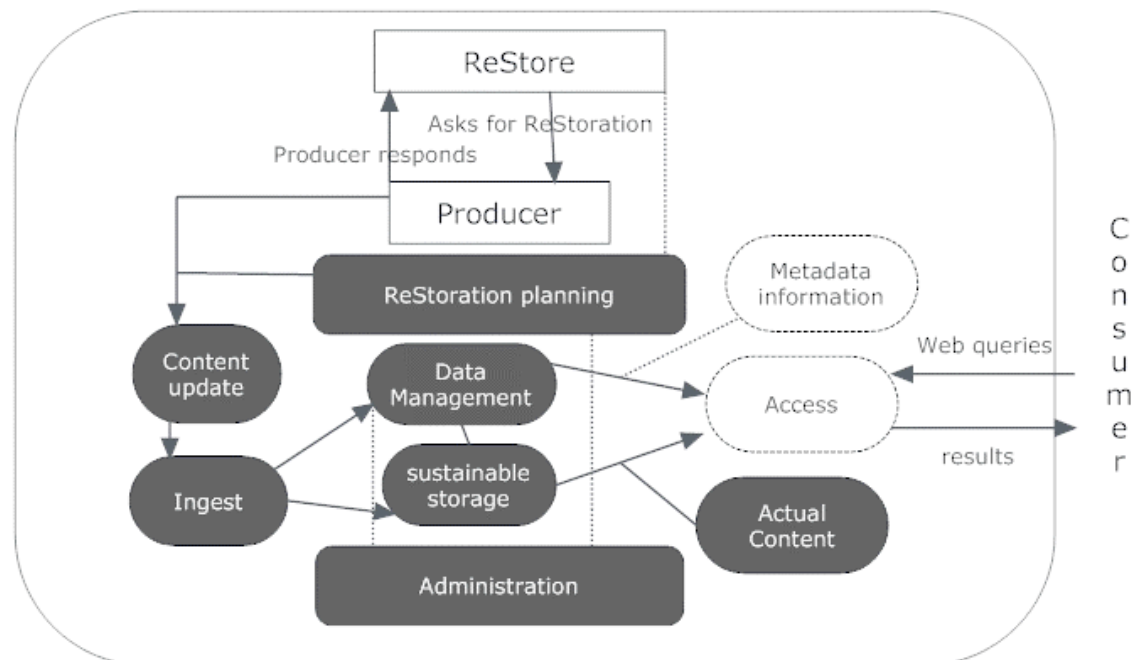 ReStore
Asks for ReStoration
Producer responds
Producer
ReStoration planning
Metadata
information
Content
update
Data
Management
Web queries
Access
Ingest
sustainable
storage
results
Actual
Content
Administration
Consumer